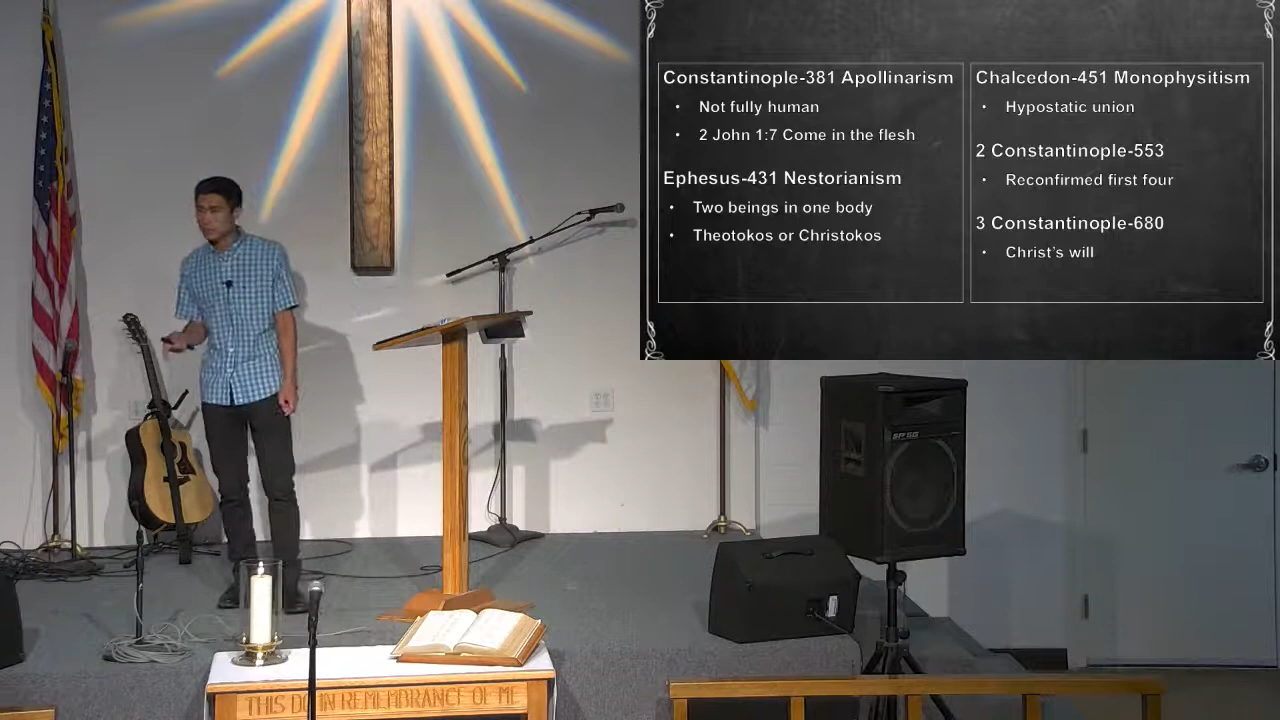 Constantinople-381 Apollinarism
• Not fully human
• 2 John 1:7 Come in the flesh
Ephesus-431 Nestorianism
• Two beings in one body
• Theotokos or Christokos
Chalcedon-451 Monophysitism
• Hypostatic union
2 Constantinople-553
• Reconfirmed first four
3 Constantinople-680
• Christ's will
THIS DO IN REMEMBRANCE OF ME